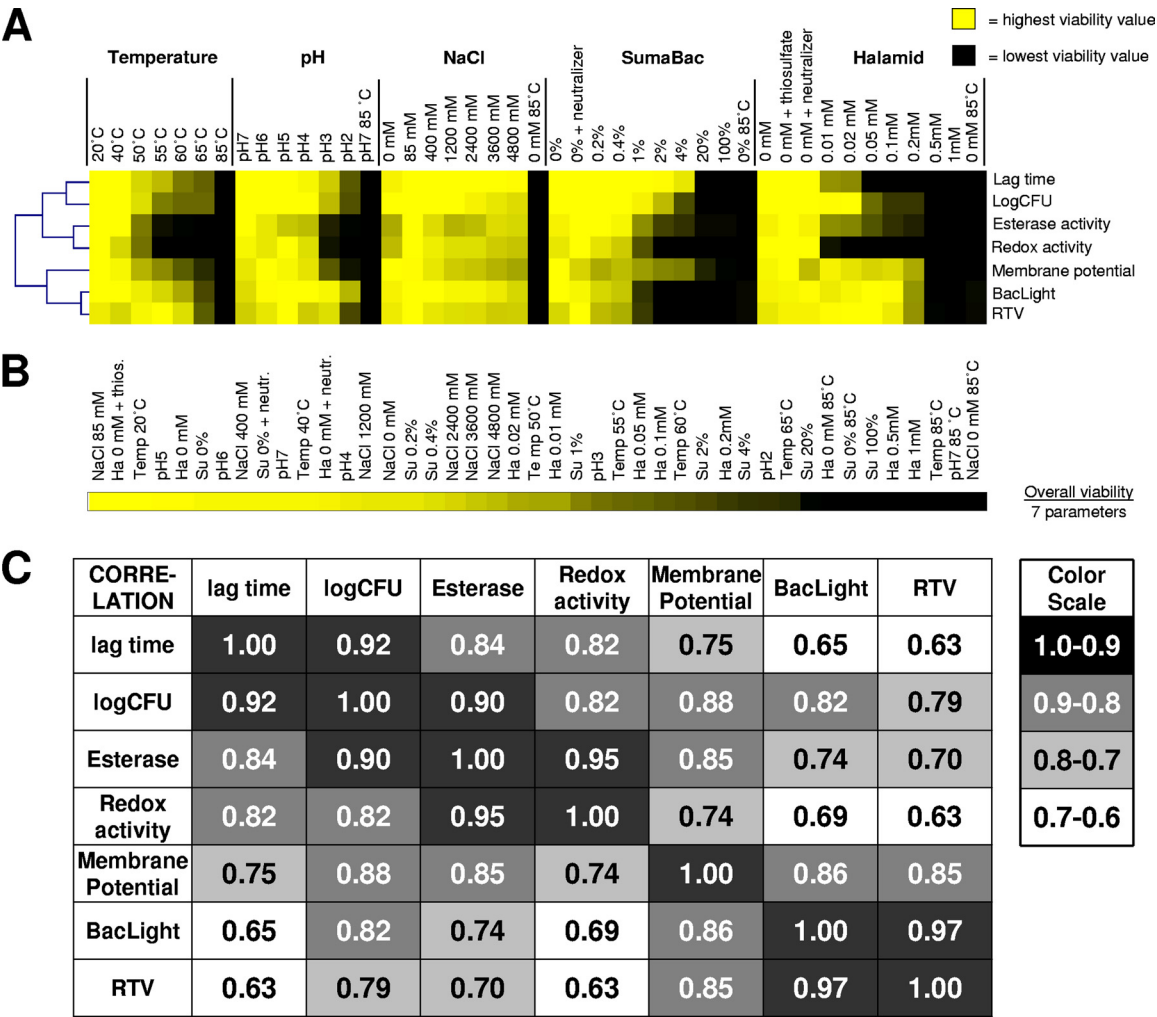 A
= highest viability value
= lowest viability value
Temperature
pH
NaCl
SumaBac
Halamid
20˚C
40˚C
50˚C
55˚C
60˚C
65˚C
85˚C
pH7
pH6
pH5
pH4
pH3
pH2
pH7 85 ˚C
0 mM
85 mM
400 mM
1200 mM
2400 mM
3600 mM
4800 mM
0 mM 85˚C
0%
0% + neutralizer
0.2%
0.4%
1%
2%
4%
20%
100%
0% 85˚C
0 mM
0 mM + thiosulfate
0 mM + neutralizer
0.01 mM
0.02 mM
0.05 mM
0.1mM
0.2mM
0.5mM
1mM
0 mM 85˚C
Lag time
LogCFU
Esterase activity
Redox activity
Membrane potential
BacLight
RTV
B
NaCl 85 mM
Ha 0 mM + thios.
Temp 20˚C
pH5
Ha 0 mM
Su 0%
pH6
NaCl 400 mM
Su 0% + neutr.
pH7
Temp 40˚C
Ha 0 mM + neutr.
pH4
NaCl 1200 mM
NaCl 0 mM
Su 0.2%
Su 0.4%
NaCl 2400 mM
NaCl 3600 mM
NaCl 4800 mM
Ha 0.02 mM
Te mp 50˚C
Ha 0.01 mM
Su 1%
pH3
Temp 55˚C
Ha 0.05 mM
Ha 0.1mM
Temp 60˚C
Su 2%
Ha 0.2mM
Su 4%
pH2
Temp 65˚C
Su 20%
Ha 0 mM 85˚C
Su 0% 85˚C
Su 100%
Ha 0.5mM
Ha 1mM
Temp 85˚C
pH7 85 ˚C
NaCl 0 mM 85˚C
Overall viability
7 parameters
C
CORRE-
LATION
lag time
logCFU
Esterase
Redox
activity
Membrane
Potential
BacLight
RTV
lag time 1.00 0.92 0.84 0.82 0.75 0.65 0.63
logCFU 0.92 1.00 0.90 0.82 0.88 0.82 0.79
Esterase 0.84 0.90 1.00 0.95 0.85 0.74 0.70
Redox
activity 0.82 0.82 0.95 1.00 0.74 0.69 0.63
Membrane
Potential 0.75 0.88 0.85 0.74 1.00 0.86 0.85
BacLight 0.65 0.82 0.74 0.69 0.86 1.00 0.97
RTV 0.63 0.79 0.70 0.63 0.85 0.97 1.00
Color
Scale
1.0-0.9
0.9-0.8
0.8-0.7
0.7-0.6